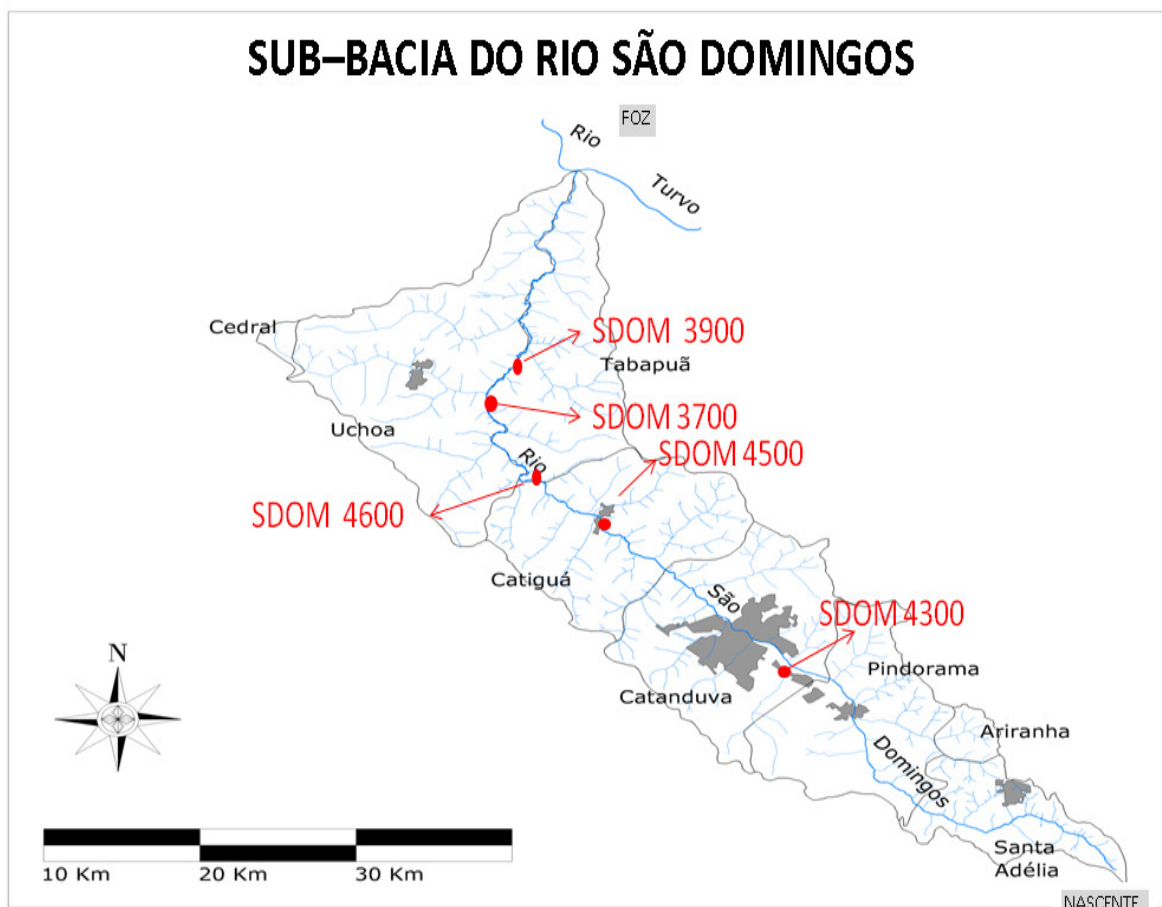 SUB–BACIA DO RIO SÃO DOMINGOS
FOZ
Rio
Turvo
Cedral
SDOM 3900
Tabapuã
SDOM 3700
Uchoa
Rio
SDOM 4500
SDOM 4600
Catiguá
São
SDOM 4300
Pindorama
N
Catanduva
Ariranha
Domingos
Santa
Adélia
10 Km 20 Km 30 Km
NASCENTE